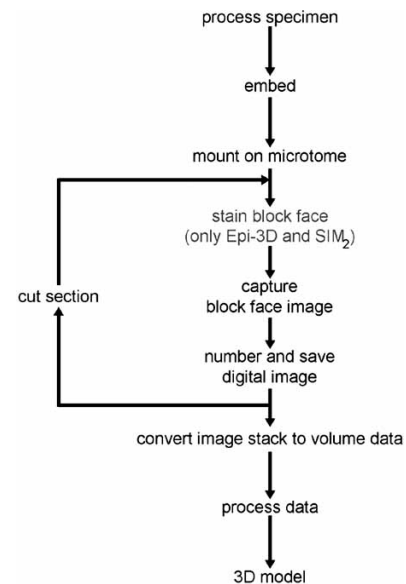 process specimen
embed
mount on microtome
stain block face
(only Epi-3D and SIM₂)
capture
block face image
cut section
number and save
digital image
convert image stack to volume data
process data
3D model